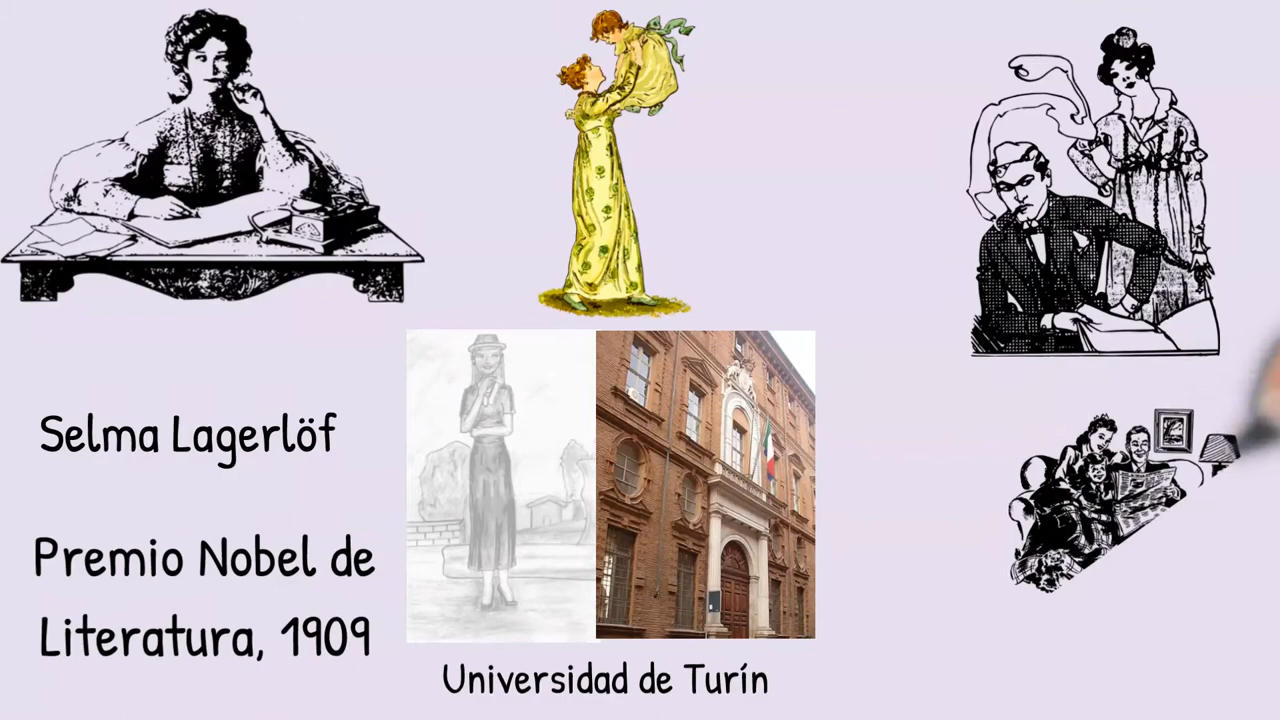 Selma Lagerlöf
Premio Nobel de
Literatura, 1909
Universidad de Turín